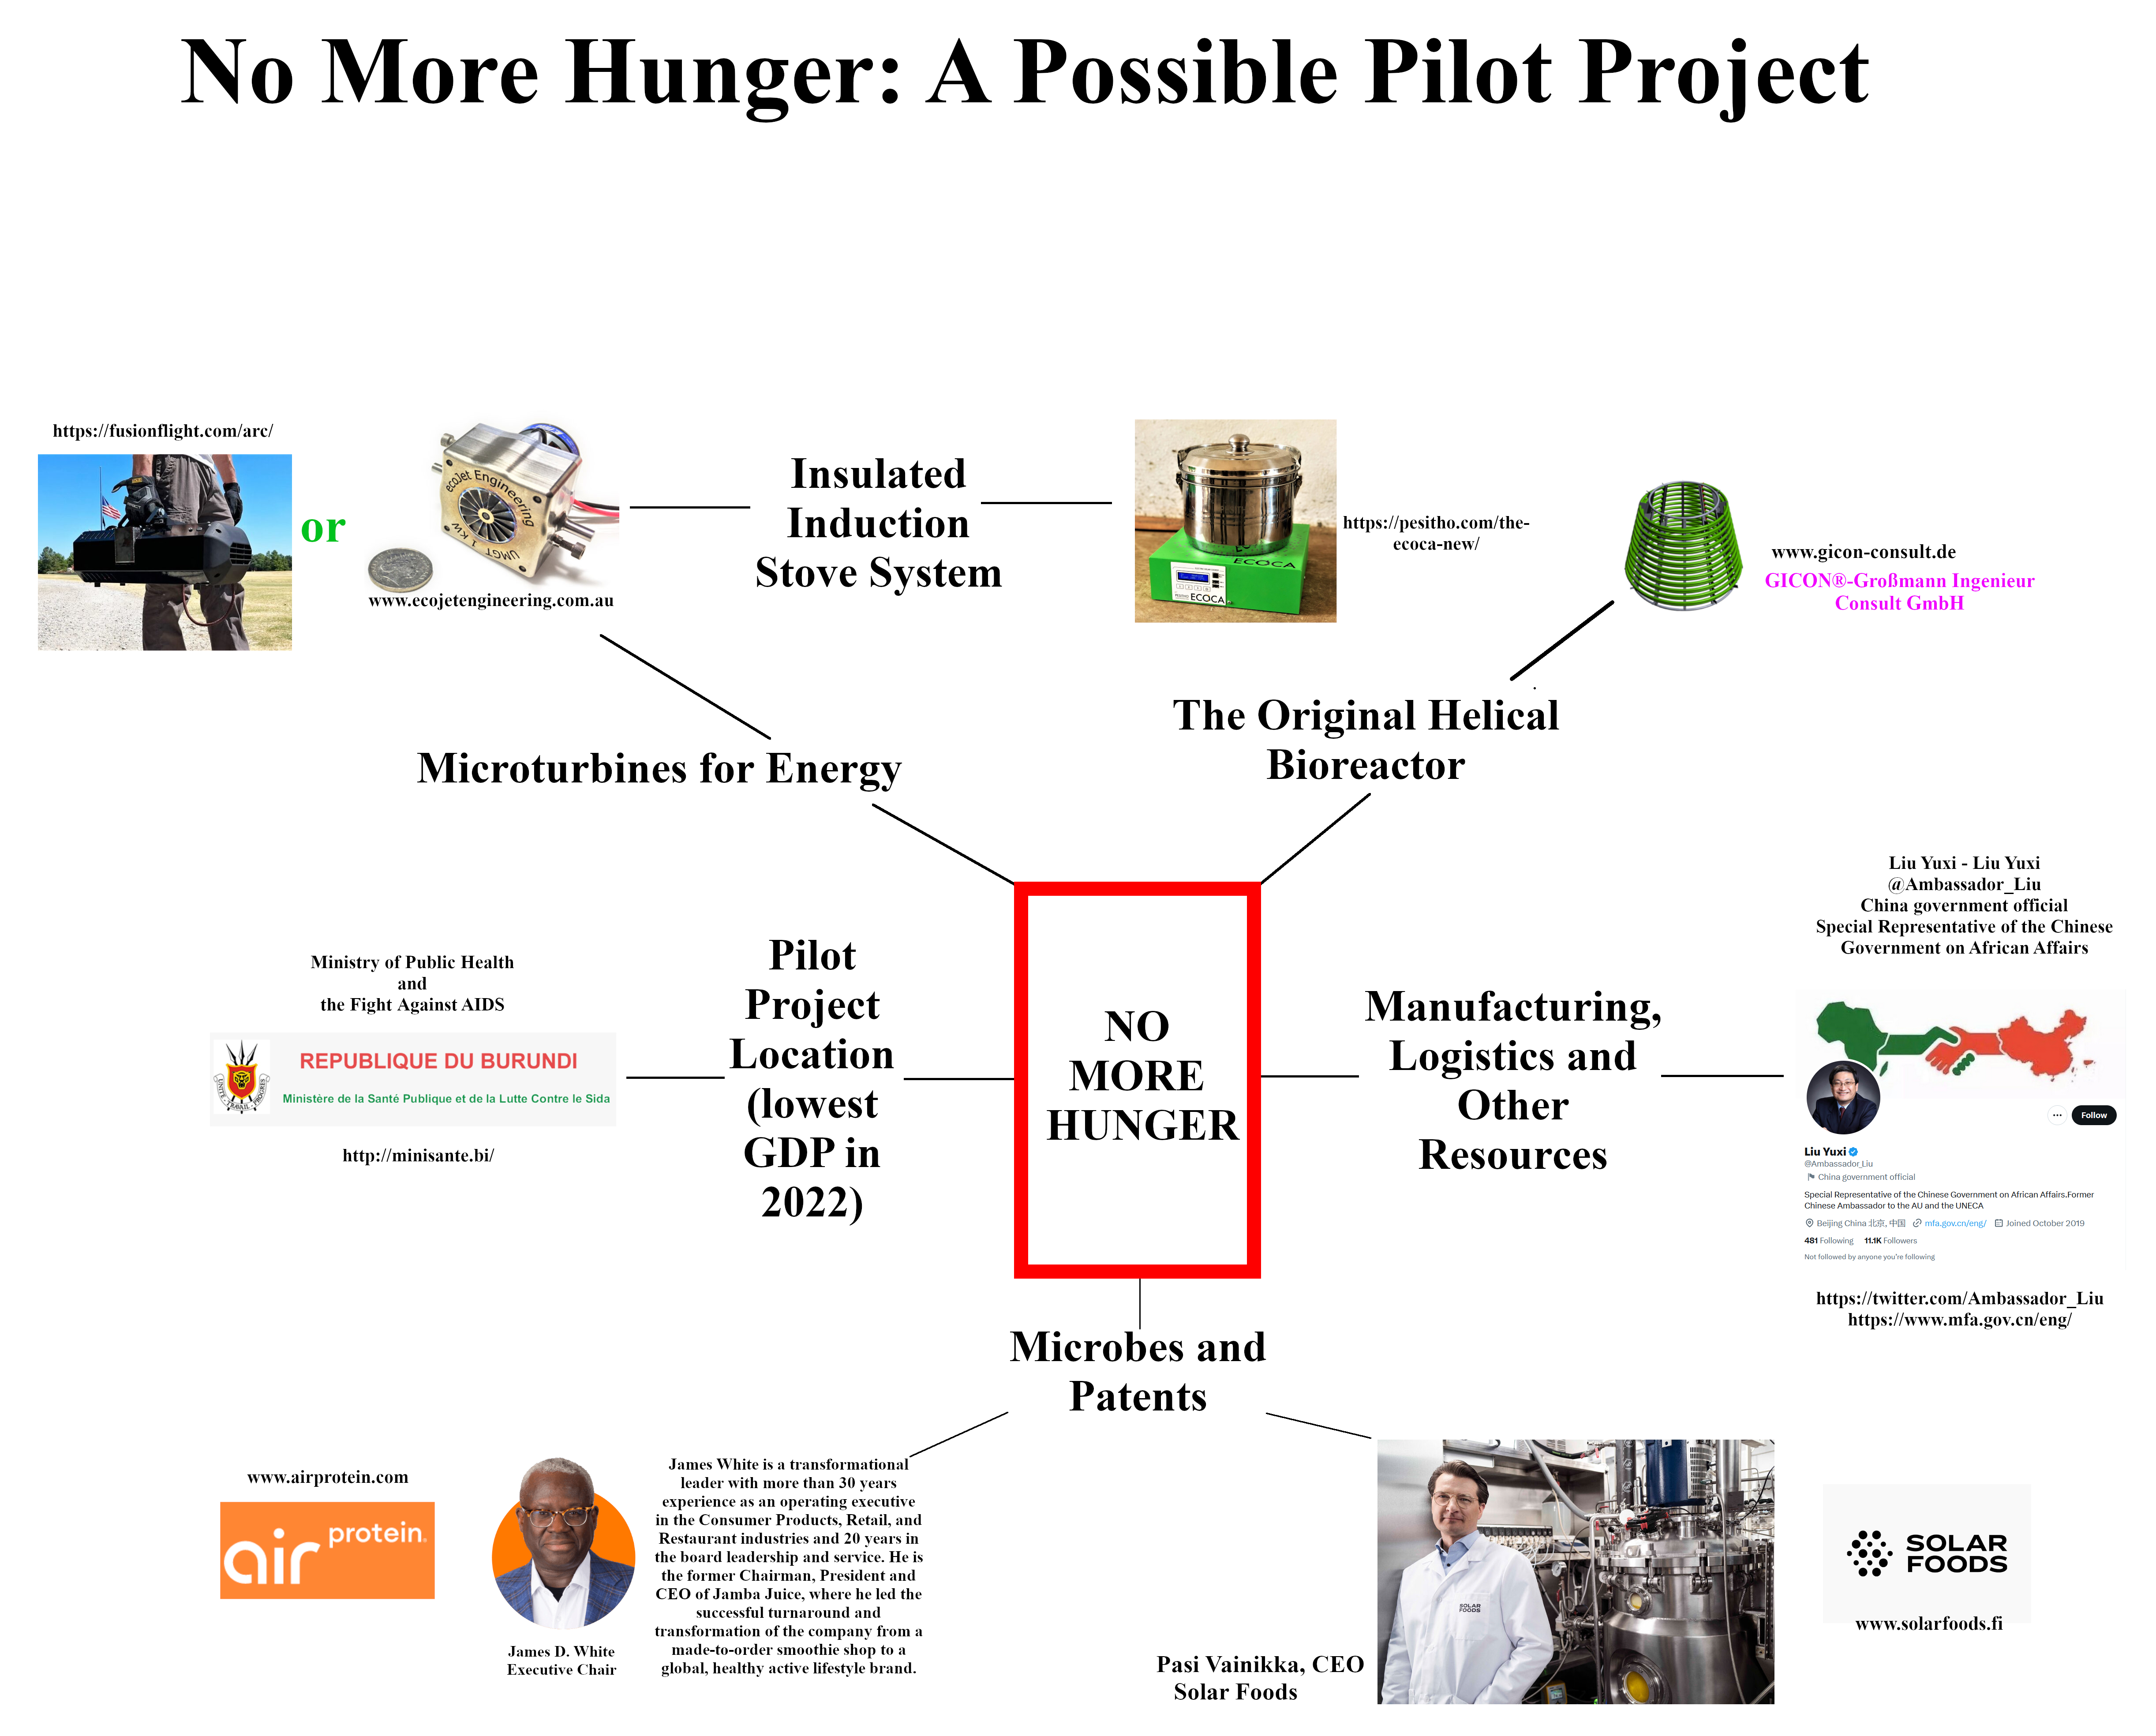 No More Hunger: A Possible Pilot Project
https://fusionflight.com/arc/
or
ecoJet Engineering
UMGT 1 KW
www.ecojetengineering.com.au
Insulated
Induction
Stove System
ECOCA
ECOCA
https://pesitho.com/the-
ecoca-new/
www.gicon-consult.de
GICON®-Großmann Ingenieur
Consult GmbH
Microturbines for Energy
The Original Helical
Bioreactor
Ministry of Public Health
and
the Fight Against AIDS
REPUBLIQUE DU BURUNDI
Ministère de la Santé Publique et de la Lutte Contre le Sida
UNITE TRAVAIL PROGRES
http://minisante.bi/
Pilot
Project
Location
(lowest
GDP in
2022)
NO
MORE
HUNGER
Manufacturing,
Logistics and
Other
Resources
Liu Yuxi - Liu Yuxi
@Ambassador_Liu
China government official
Special Representative of the Chinese
Government on African Affairs
Follow
Liu Yuxi
@Ambassador_Liu
China government official
Special Representative of the Chinese Government on African Affairs.Former
Chinese Ambassador to the AU and the UNECA
Beijing China 北京, 中国 mfa.gov.cn/eng/ Joined October 2019
481 Following 11.1K Followers
Not followed by anyone you're following
https://twitter.com/Ambassador_Liu
https://www.mfa.gov.cn/eng/
Microbes and
Patents
www.airprotein.com
air protein
James D. White
Executive Chair
James White is a transformational
leader with more than 30 years
experience as an operating executive
in the Consumer Products, Retail, and
Restaurant industries and 20 years in
the board leadership and service. He is
the former Chairman, President and
CEO of Jamba Juice, where he led the
successful turnaround and
transformation of the company from a
made-to-order smoothie shop to a
global, healthy active lifestyle brand.
Pasi Vainikka, CEO
Solar Foods
SOLAR
FOODS
SOLAR
FOODS
www.solarfoods.fi